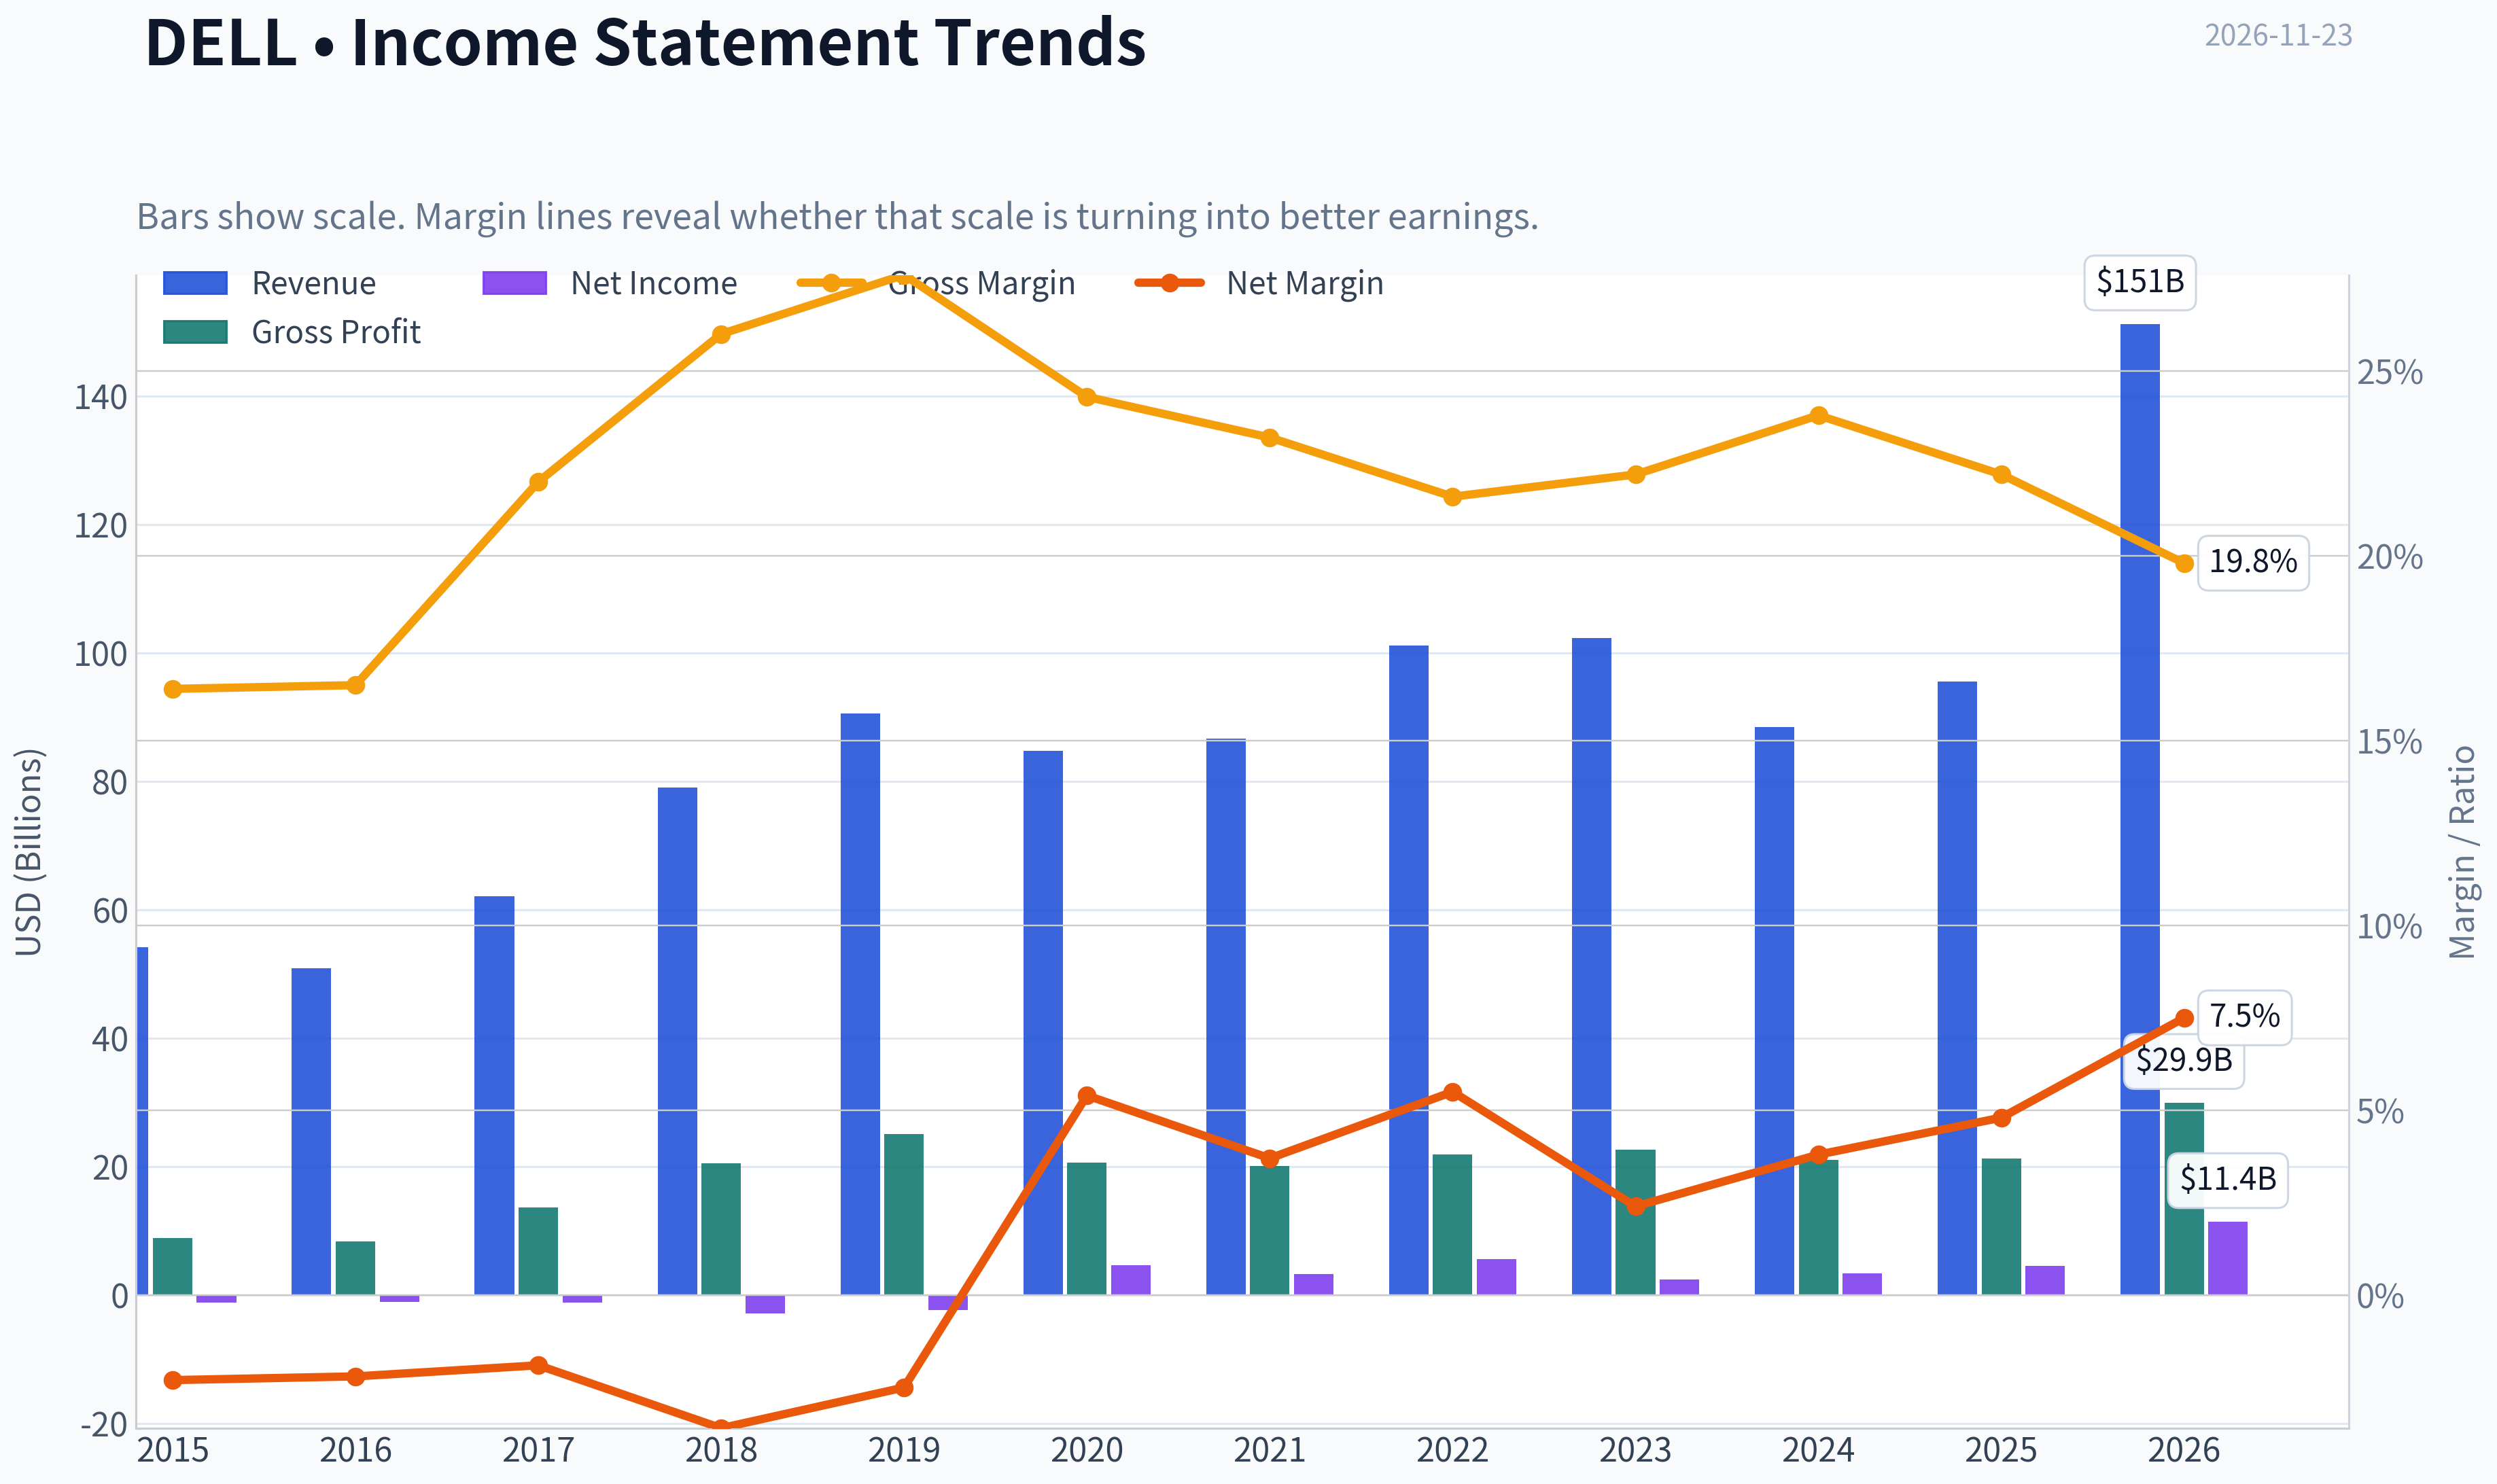 DELL • Income Statement Trends
2026-11-23
Bars show scale. Margin lines reveal whether that scale is turning into better earnings.
Revenue
Net Income
Gross Margin
Net Margin
Gross Profit
$151B
19.8%
7.5%
$29.9B
$11.4B
USD (Billions)
140
120
100
80
60
40
20
0
-20
25%
20%
15%
10%
5%
0%
Margin / Ratio
2015 2016 2017 2018 2019 2020 2021 2022 2023 2024 2025 2026